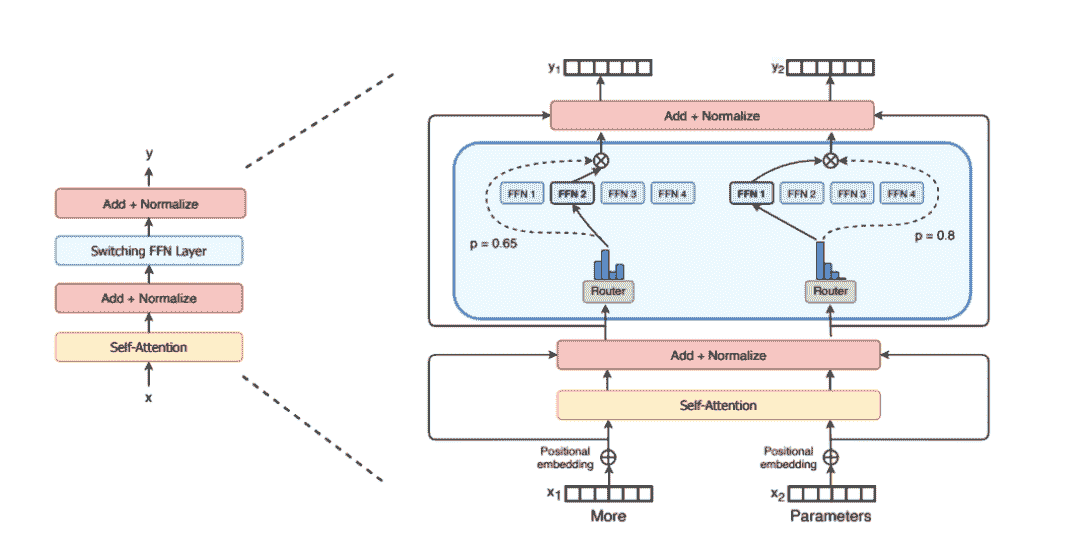 y
Add + Normalize
Switching FFN Layer
Add + Normalize
Self-Attention
x
y1 y2
Add + Normalize
FFN 1 FFN 2 FFN 3 FFN 4 FFN 1 FFN 2 FFN 3 FFN 4
p = 0.65 p = 0.8
Router Router
Add + Normalize
Self-Attention
Positional embedding Positional embedding
x1 x2
More Parameters